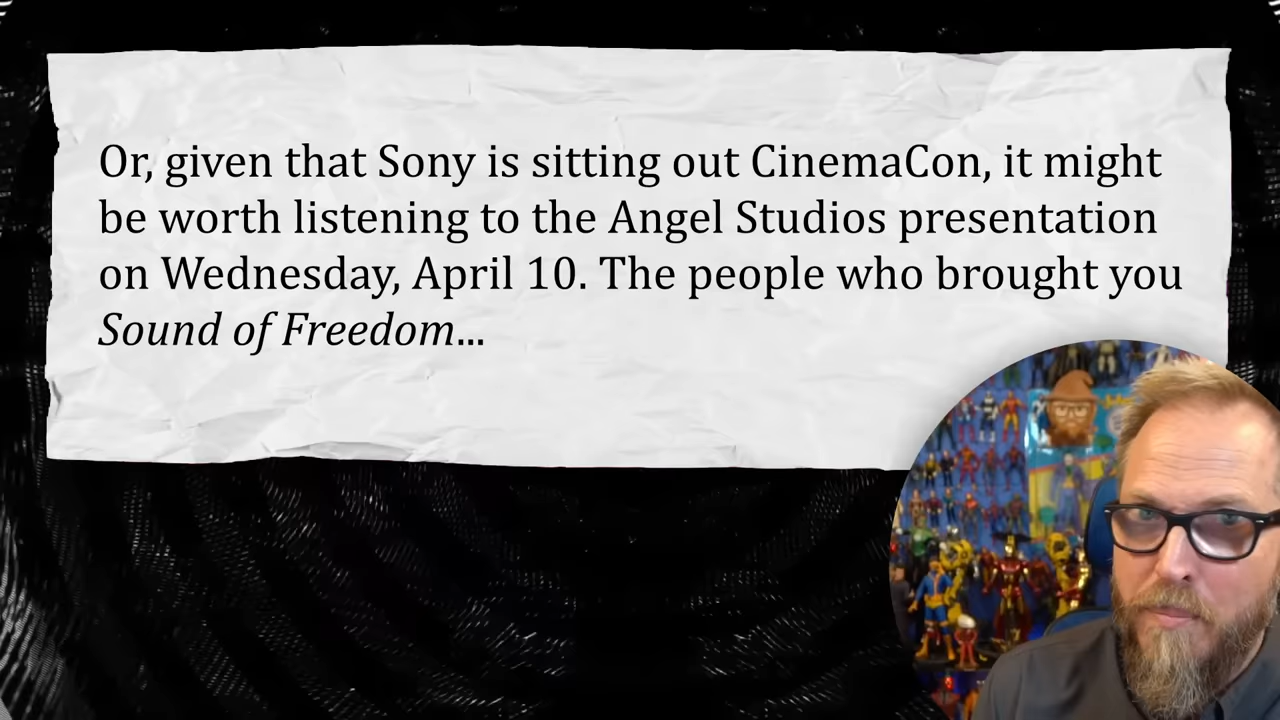 Or, given that Sony is sitting out CinemaCon, it might
be worth listening to the Angel Studios presentation
on Wednesday, April 10. The people who brought you
Sound of Freedom...